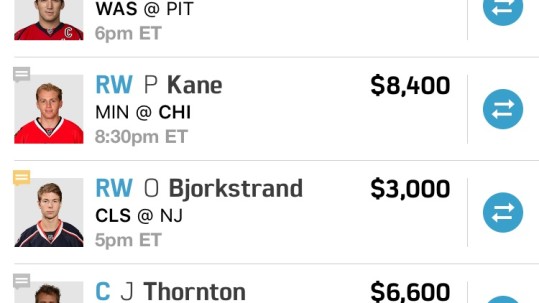 C
WAS @ PIT
6pm ET
RW P Kane
$8,400
MIN @ CHI
8:30pm ET
RW O Bjorkstrand
$3,000
CLS @ NJ
5pm ET
C J Thornton
$6,600